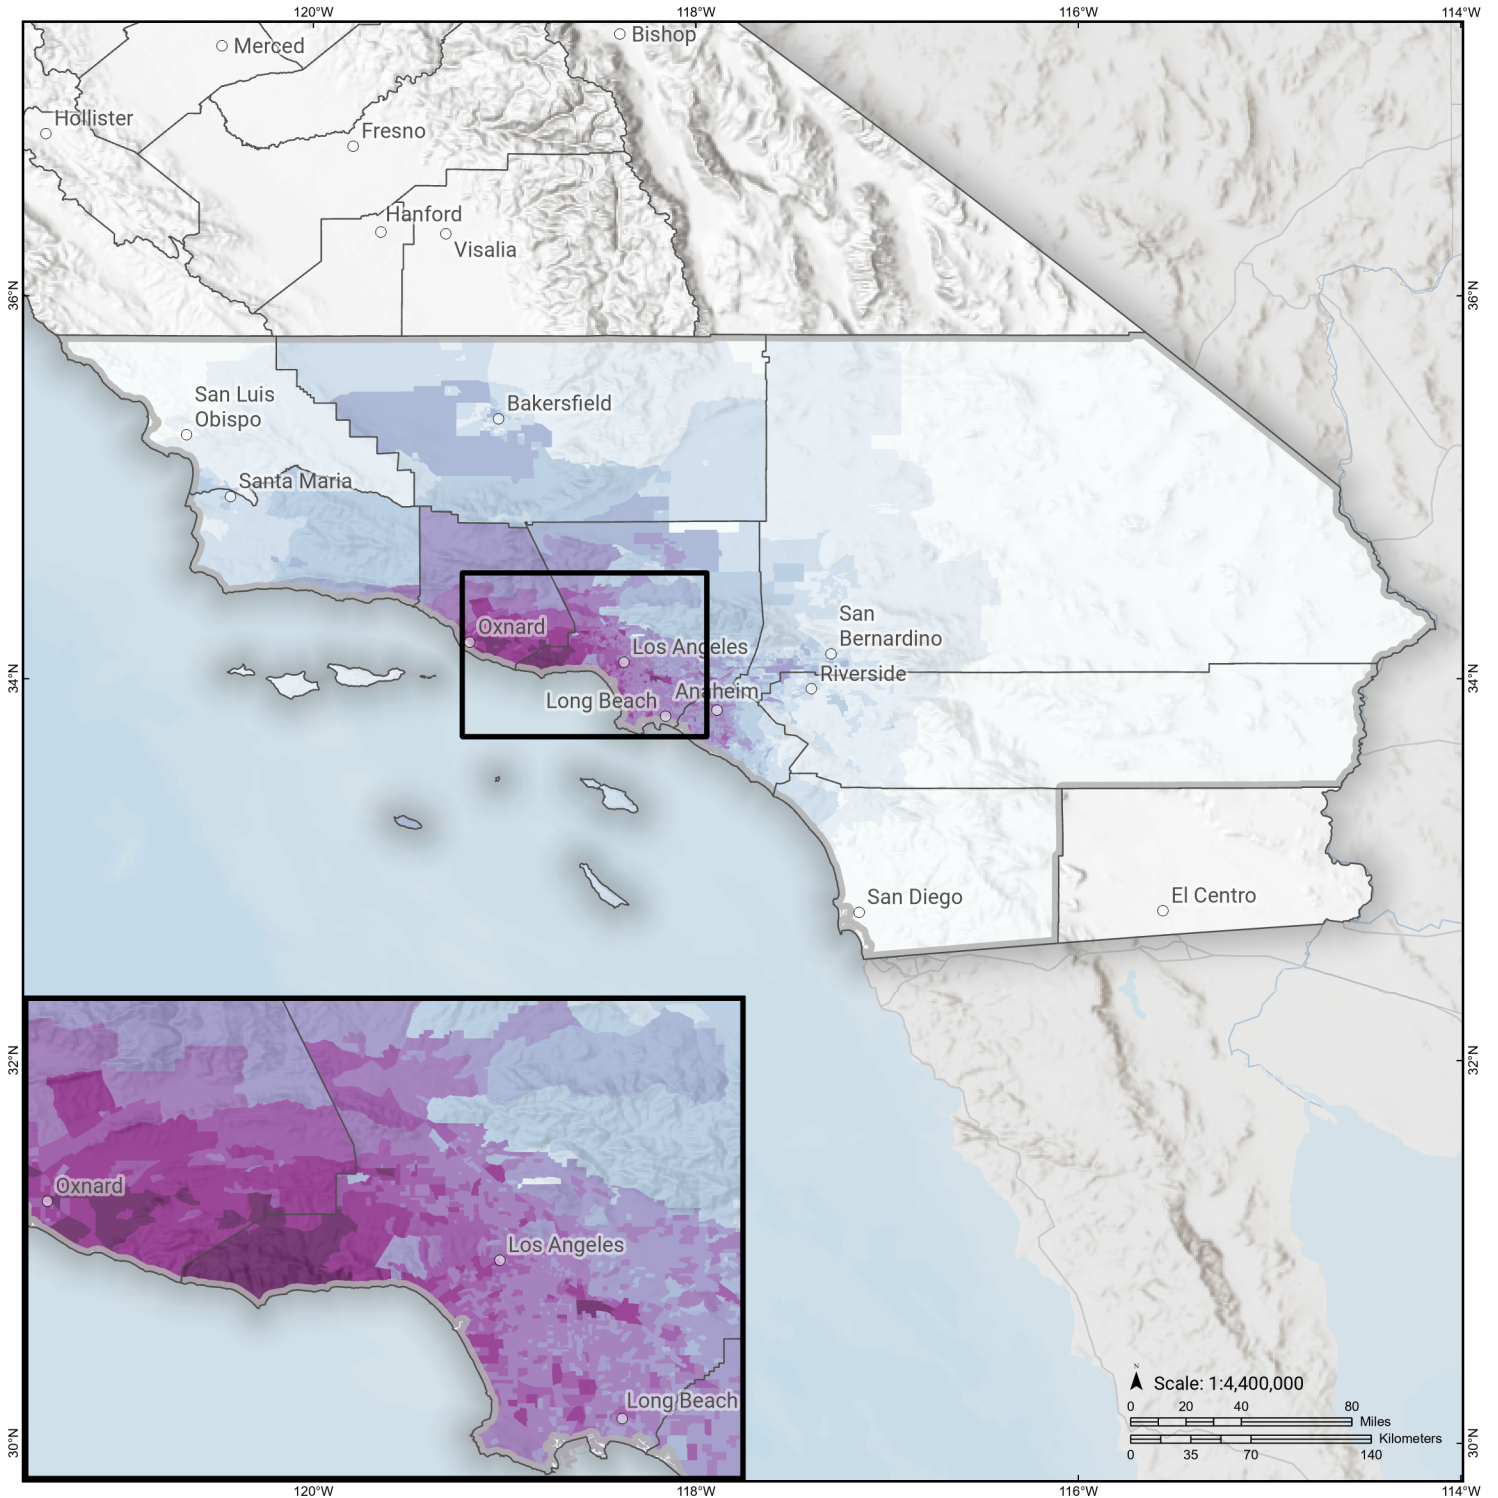 120°W
118°W
116°W
114°W
Bishop
Merced
Hollister
Fresno
Hanford
Visalia
36°N
36°N
San Luis
Obispo
Bakersfield
Santa Maria
San
Bernardino
Oxnard
Los Angeles
Riverside
34°N
34°N
Long Beach
Anaheim
San Diego
El Centro
32°N
32°N
Oxnard
Los Angeles
Long Beach
N
Scale: 1:4,400,000
0 20 40 80
Miles
Kilometers
0 35 70 140
30°N
30°N
120°W
118°W
116°W
114°W